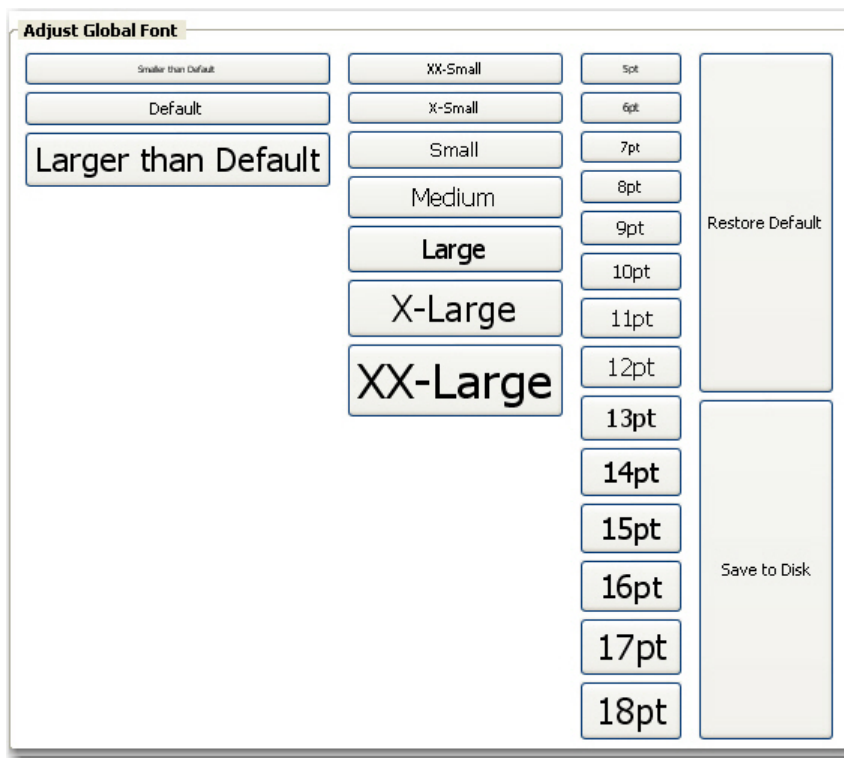 Adjust Global Font
Smaller than Default
Default
Larger than Default
XX-Small
X-Small
Small
Medium
Large
X-Large
XX-Large
5pt
6pt
7pt
8pt
9pt
10pt
11pt
12pt
13pt
14pt
15pt
16pt
17pt
18pt
Restore Default
Save to Disk